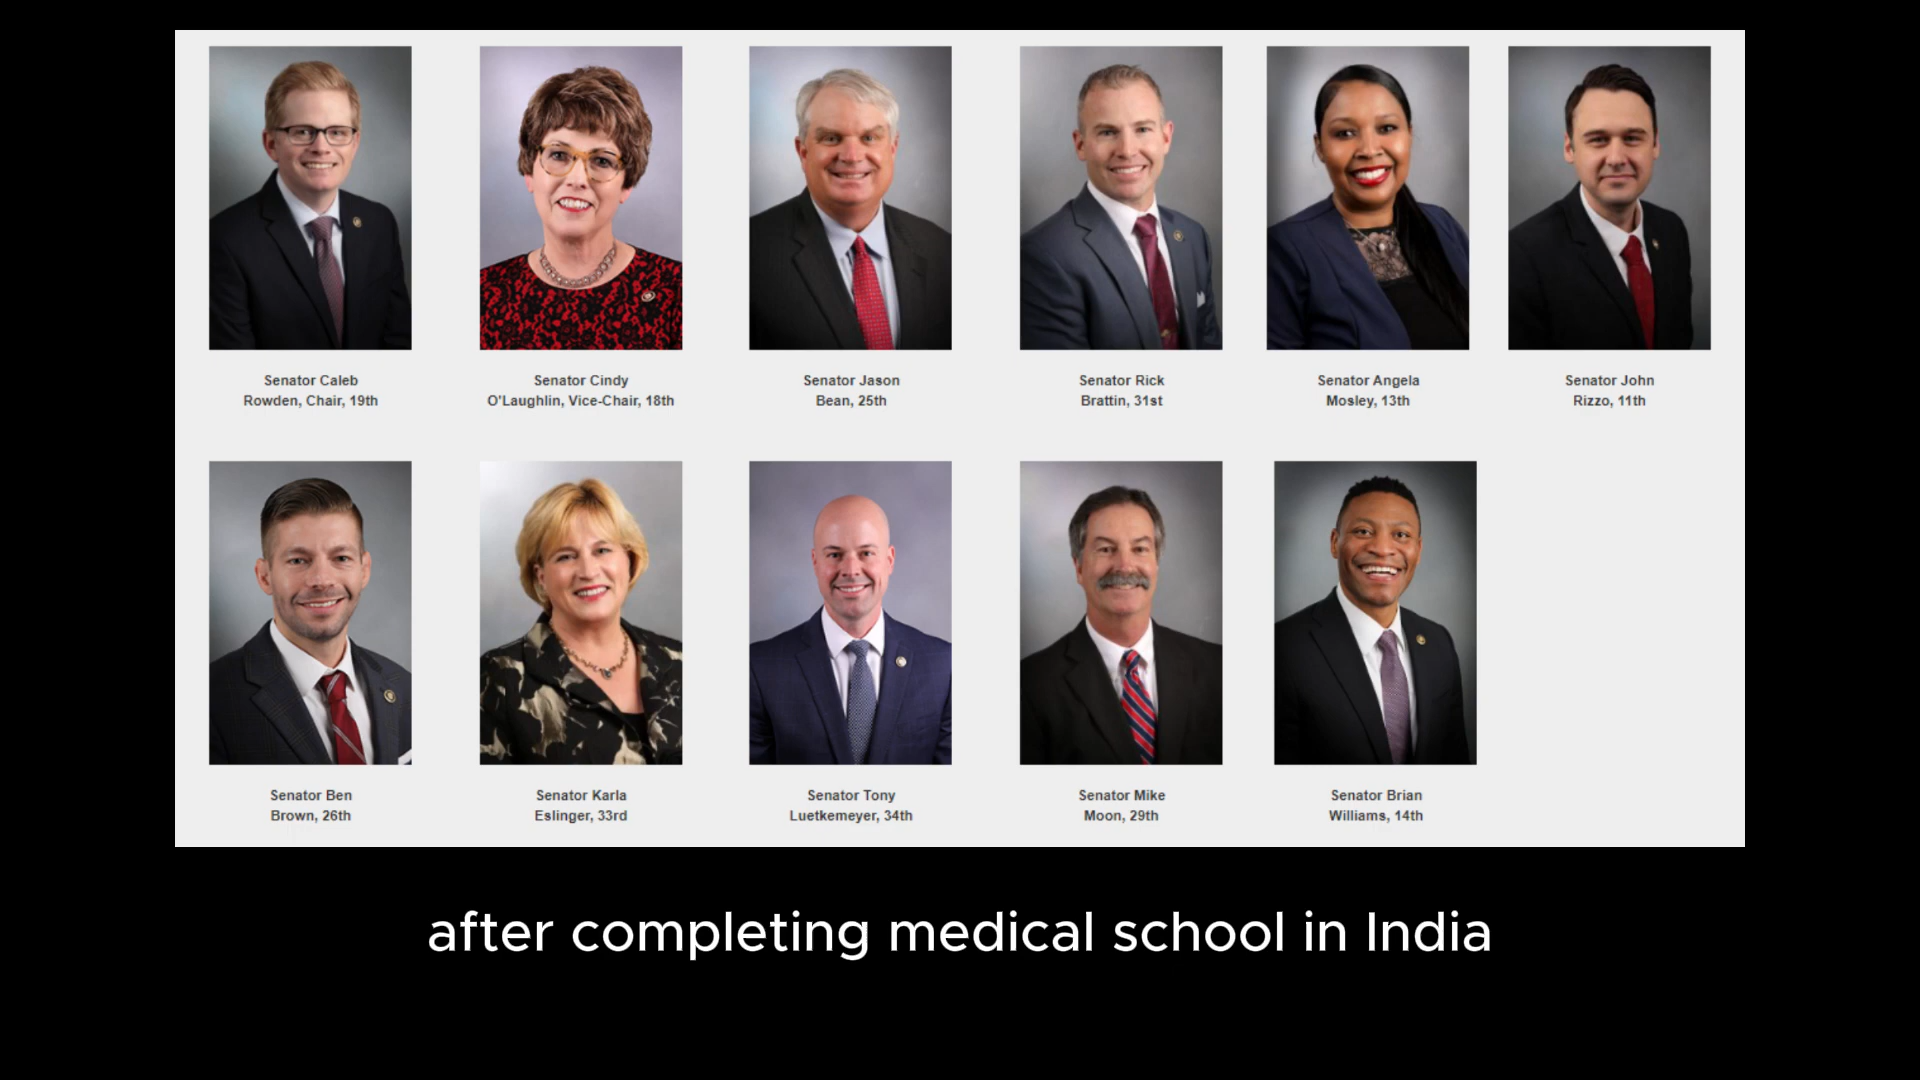 Senator Caleb
Rowden, Chair, 19th
Senator Cindy
O'Laughlin, Vice-Chair, 18th
Senator Jason
Bean, 25th
Senator Rick
Brattin, 31st
Senator Angela
Mosley, 13th
Senator John
Rizzo, 11th
Senator Ben
Brown, 26th
Senator Karla
Eslinger, 33rd
Senator Tony
Luetkemeyer, 34th
Senator Mike
Moon, 29th
Senator Brian
Williams, 14th
after completing medical school in India